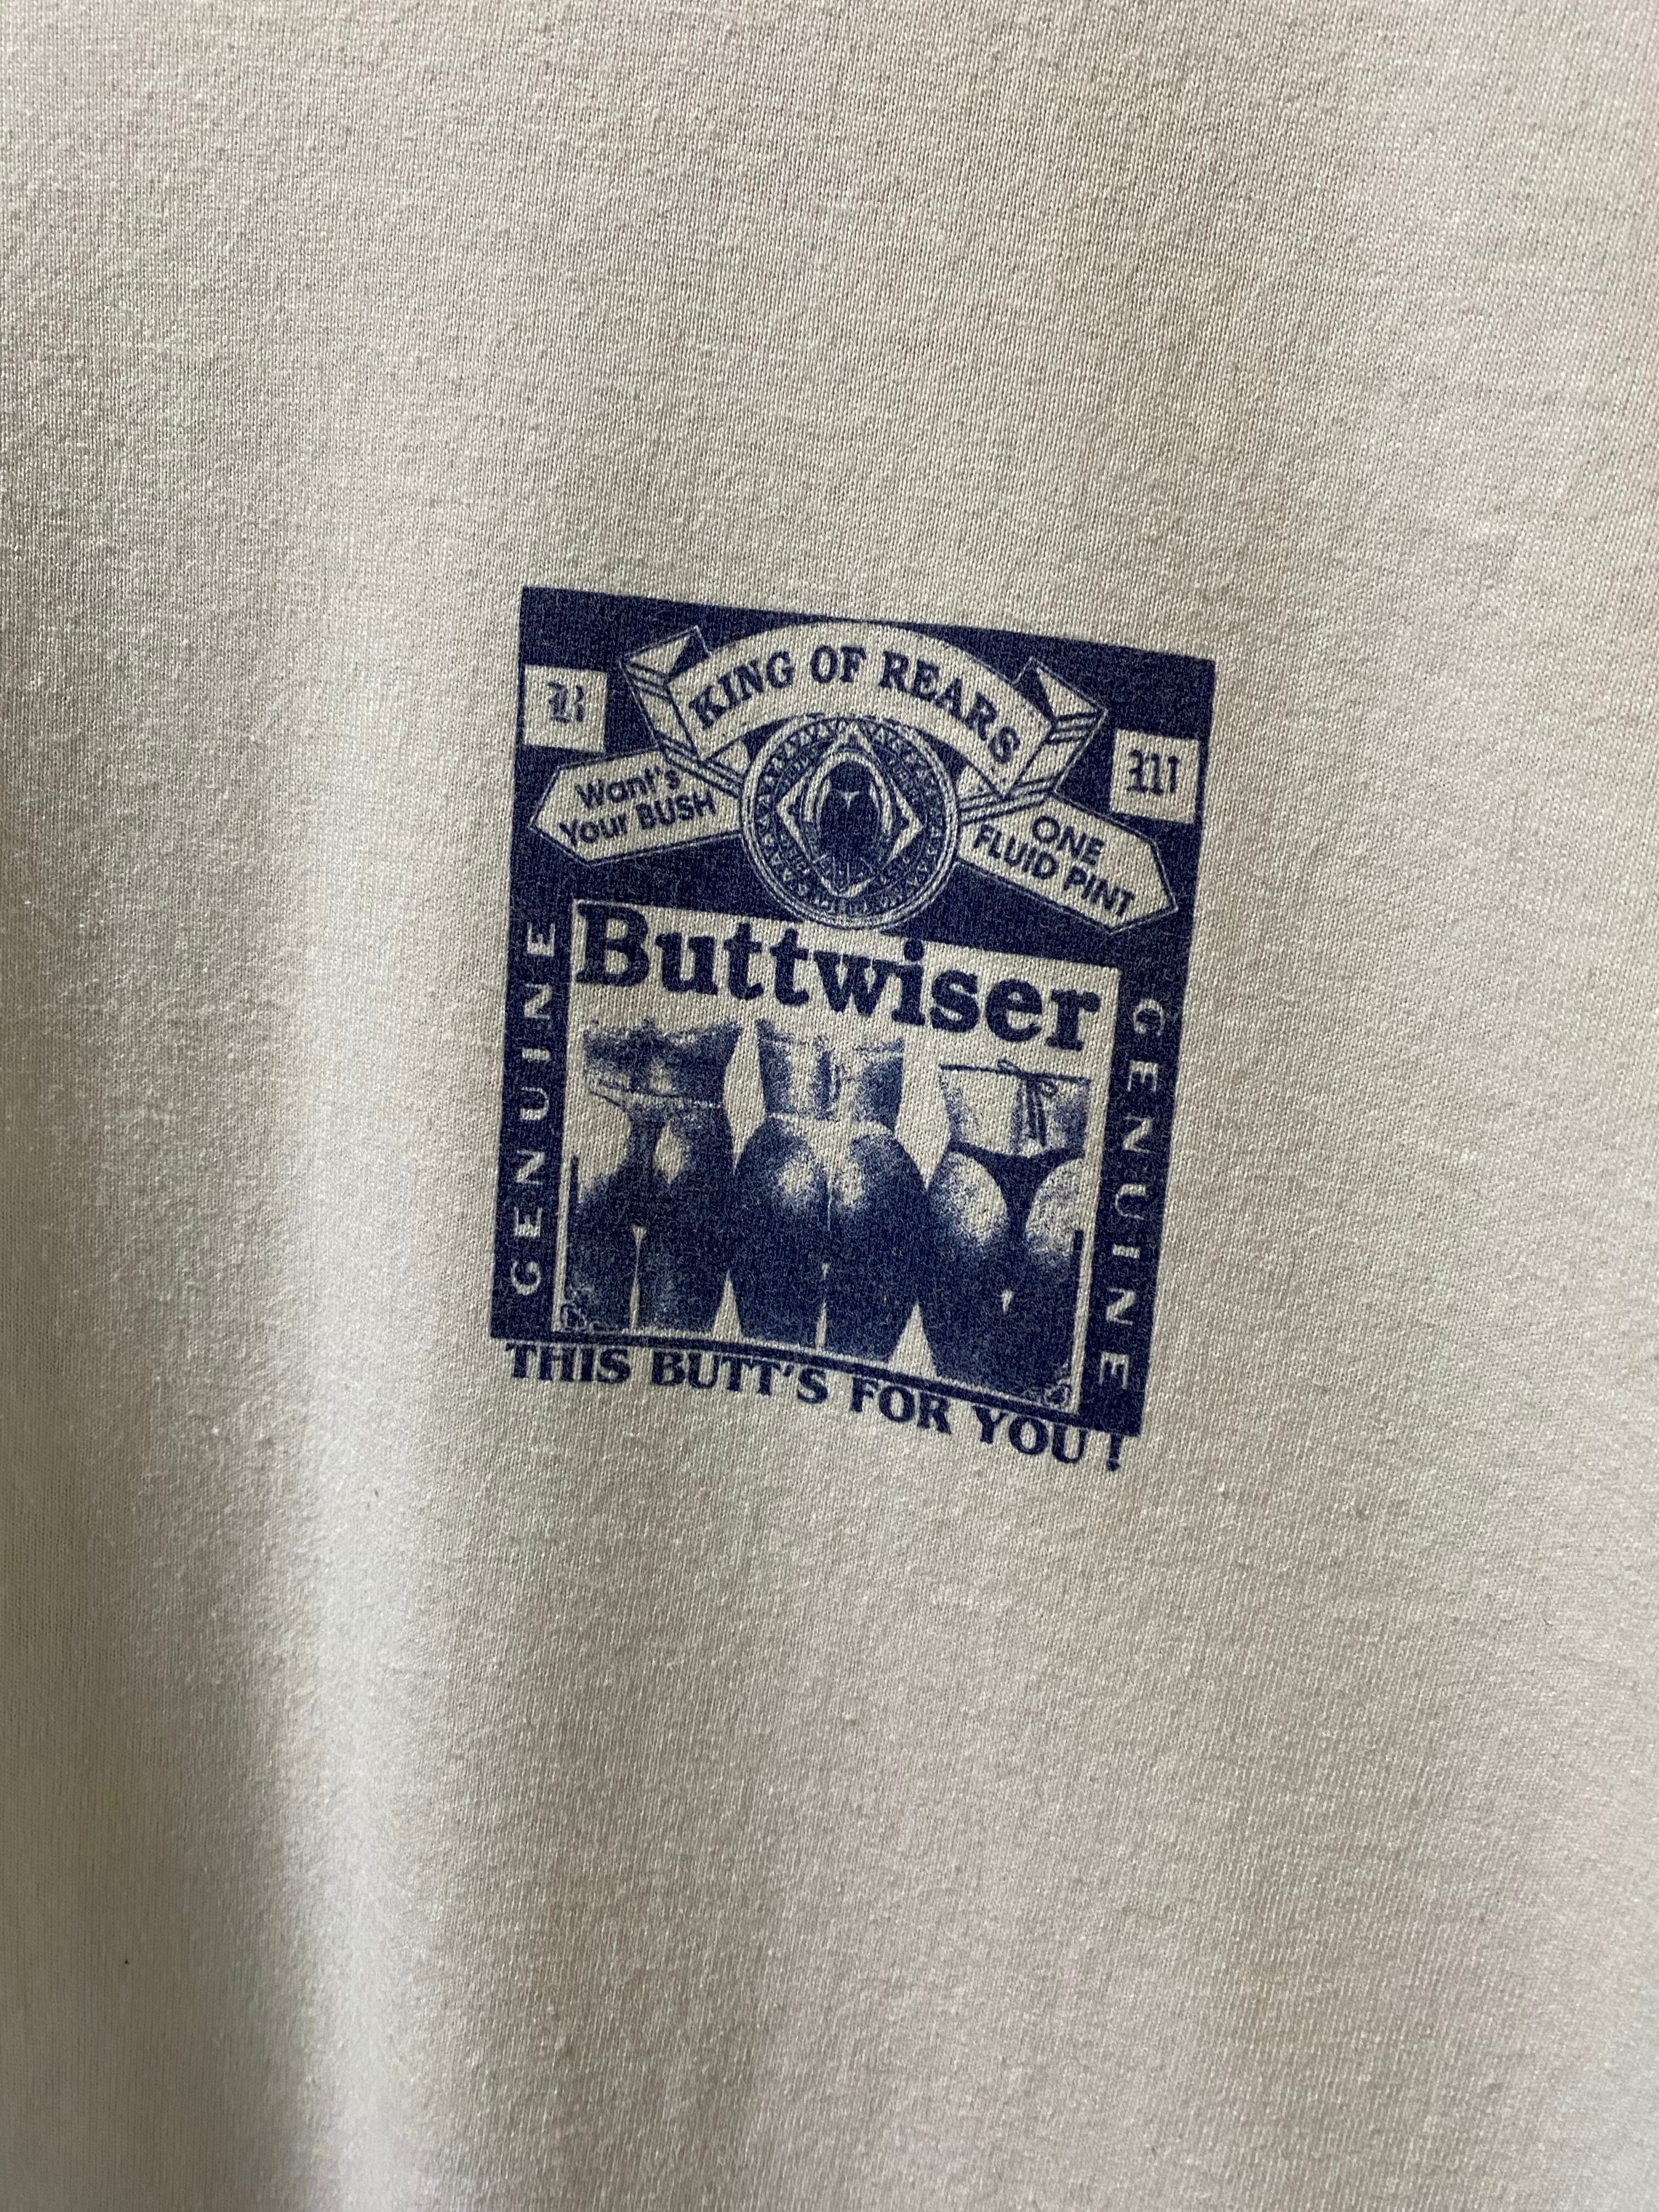 KING OF REARS
B
W
Want's
Your BUSH
ONE
FLUID PINT
Buttwiser
GENUINE
GENUINE
THIS BUTT'S FOR YOU !